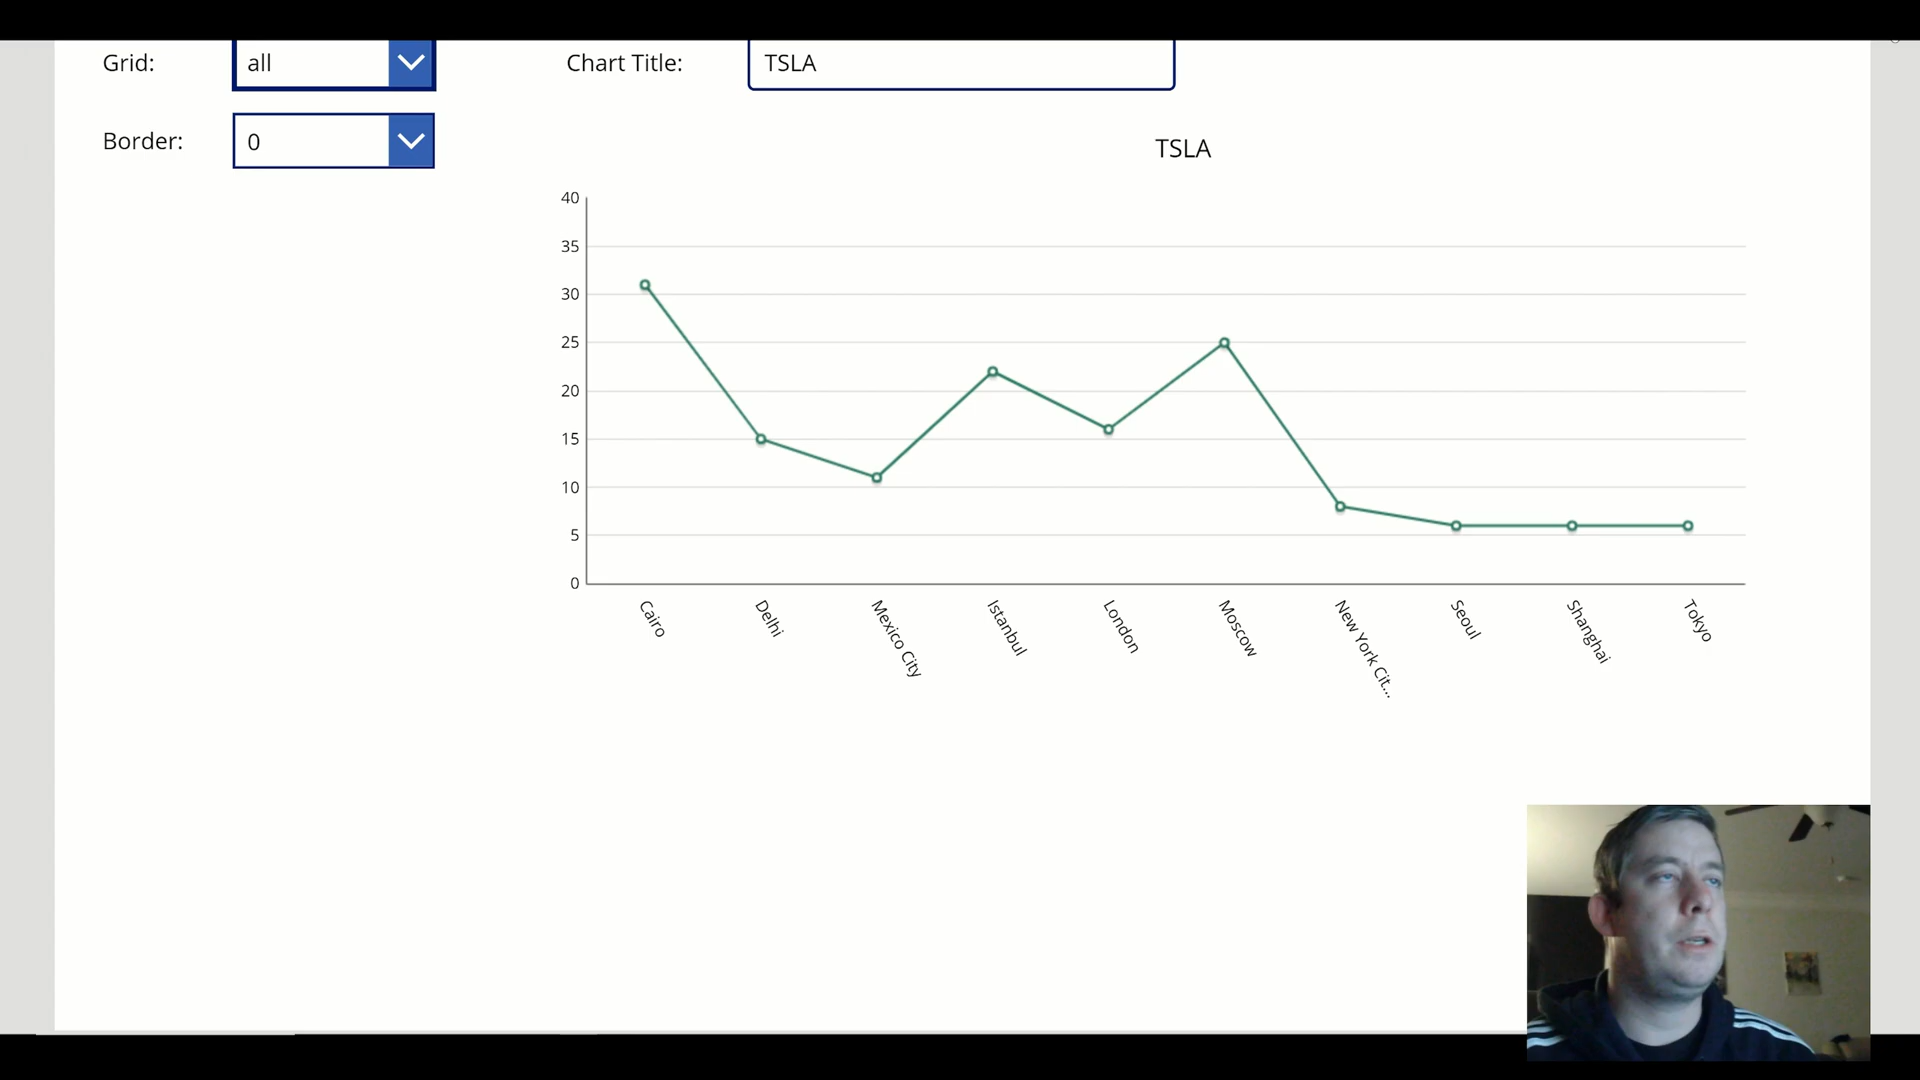 Grid: all Chart Title: TSLA
Border: 0
TSLA
40
35
30
25
20
15
10
5
0
Cairo
Delhi
Mexico City
Istanbul
London
Moscow
New York Cit...
Seoul
Shanghai
Tokyo